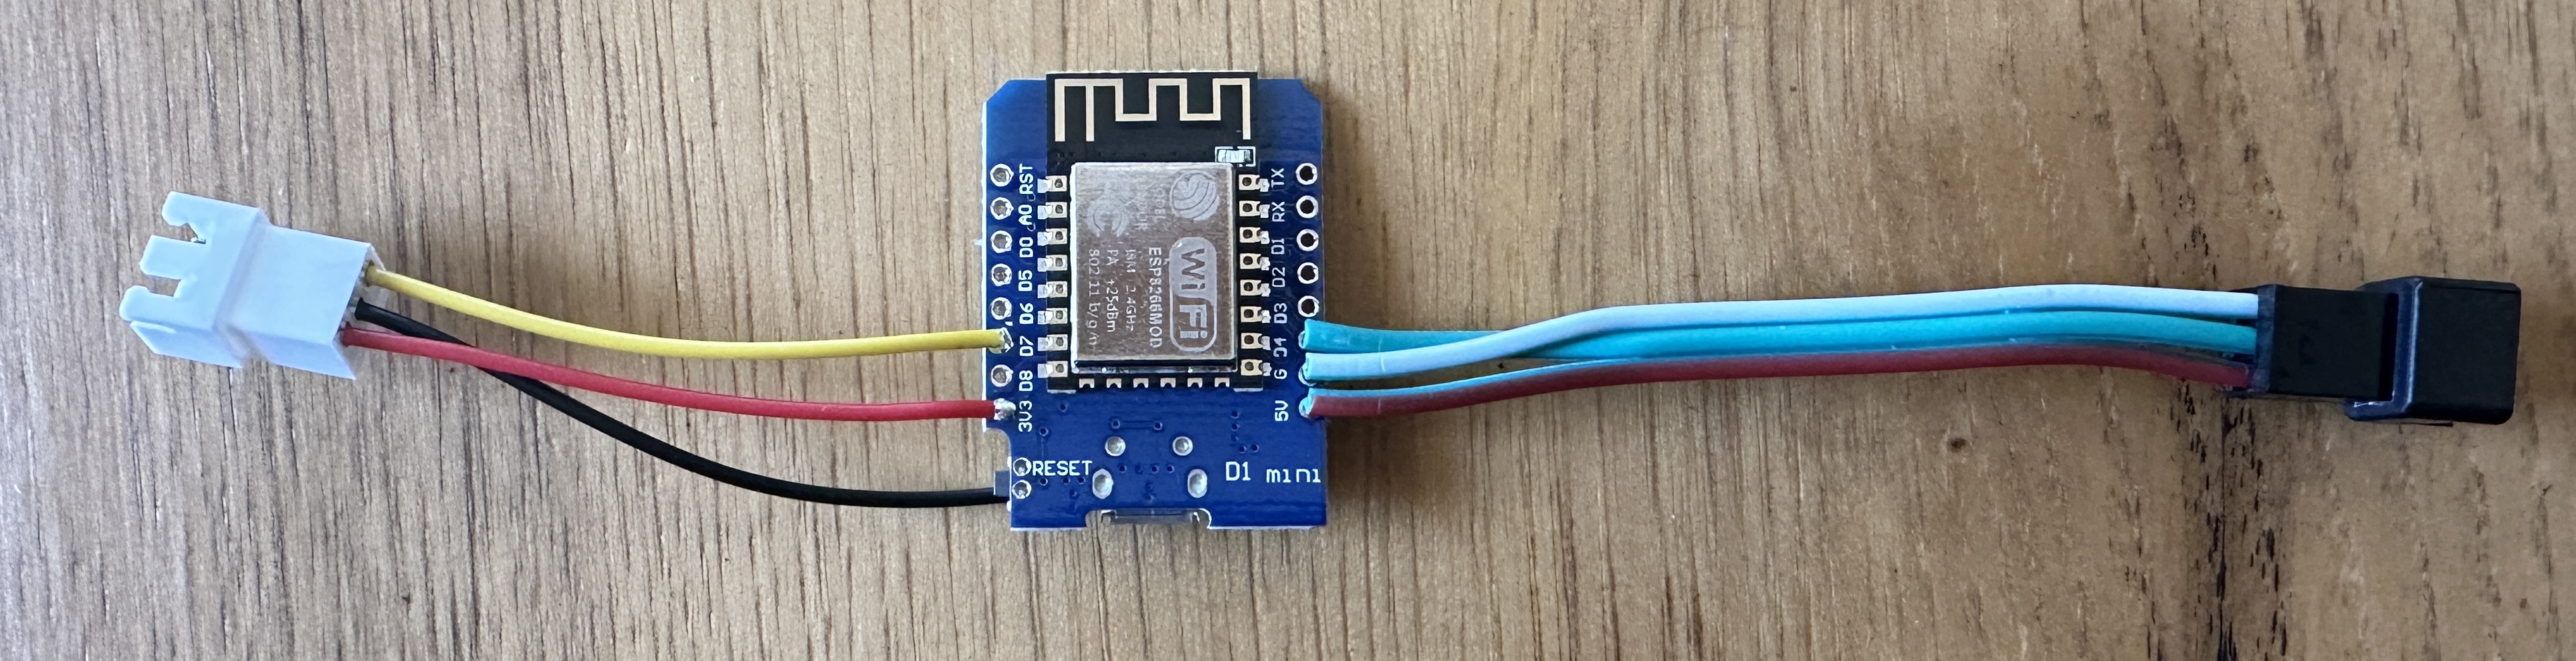 RST
A0
D0
D5
D6
D7
D8
3V3
TX
RX
D1
D2
D3
D4
G
5V
WiFi
ESP8266MOD
ISM 2.4GHz
PA +25dBm
802.11b/g/n
RESET
D1 mini